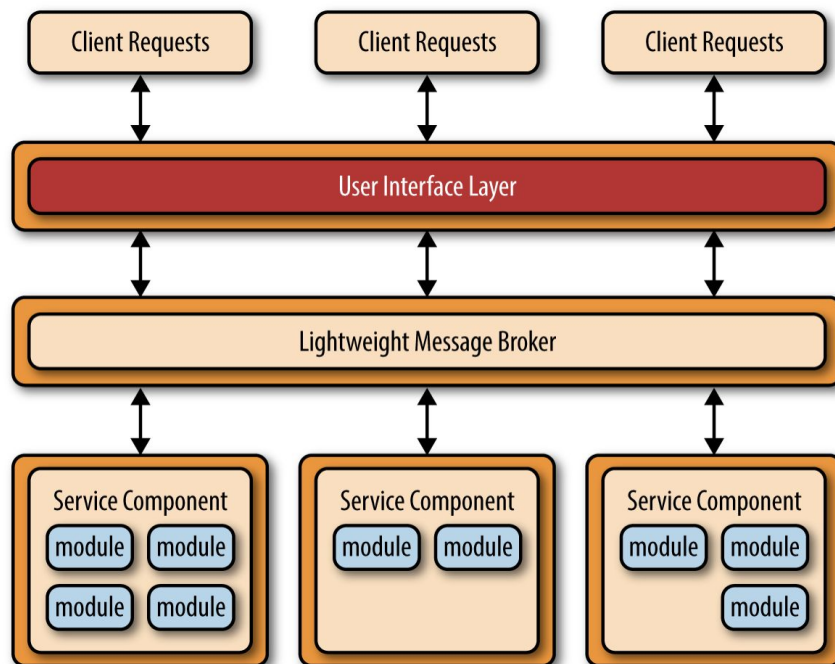 Client Requests
Client Requests
Client Requests
User Interface Layer
Lightweight Message Broker
Service Component
module module
module module
Service Component
module module
Service Component
module module
module